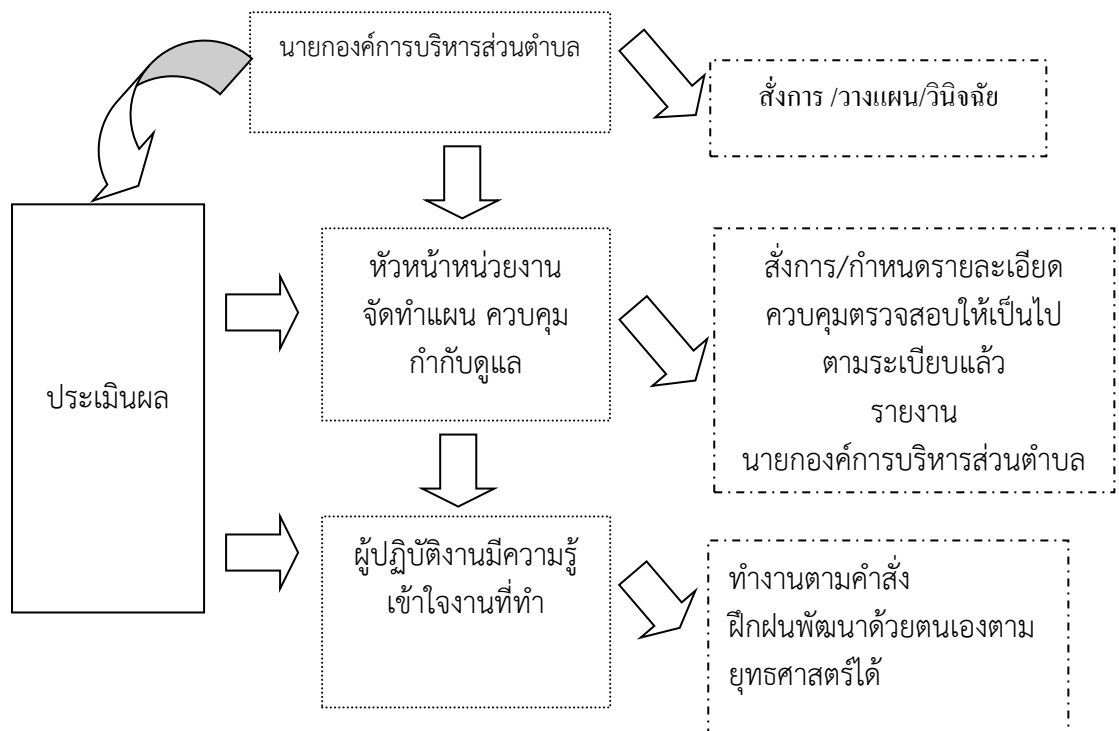 นายกองค์การบริหารส่วนตำบล
สั่งการ /วางแผน/วินิจฉัย
หัวหน้าหน่วยงาน
จัดทำแผน ควบคุม
กำกับดูแล
สั่งการ/กำหนดรายละเอียด
ควบคุมตรวจสอบให้เป็นไป
ตามระเบียบแล้ว
รายงาน
นายกองค์การบริหารส่วนตำบล
ประเมินผล
ผู้ปฏิบัติงานมีความรู้
เข้าใจงานที่ทำ
ทำงานตามคำสั่ง
ฝึกฝนพัฒนาด้วยตนเองตาม
ยุทธศาสตร์ได้